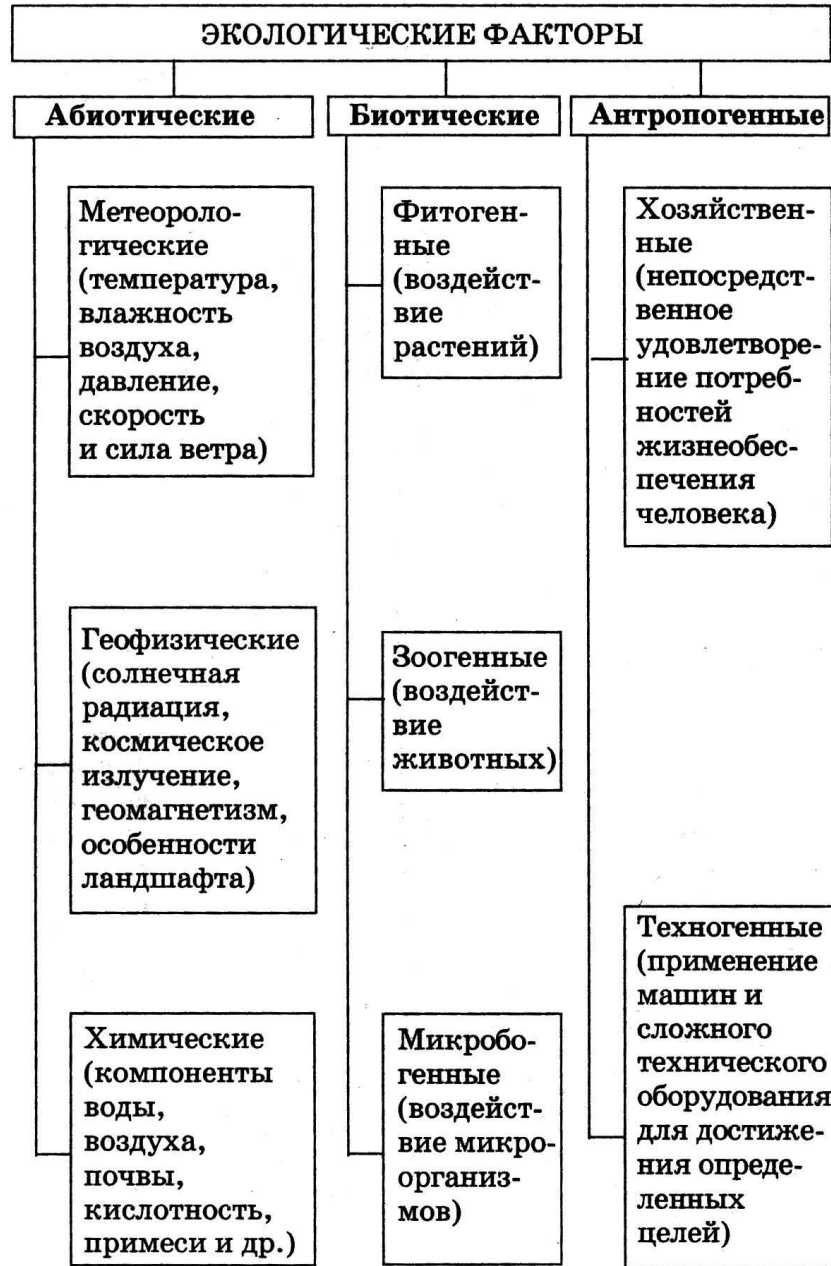 ЭКОЛОГИЧЕСКИЕ ФАКТОРЫ
Абиотические
Биотические
Антропогенные
Метеороло-
гические
(температура,
влажность
воздуха,
давление,
скорость
и сила ветра)
Геофизические
(солнечная
радиация,
космическое
излучение,
геомагнетизм,
особенности
ландшафта)
Химические
(компоненты
воды,
воздуха,
почвы,
кислотность,
примеси и др.)
Фитоген-
ные
(воздейст-
вие
растений)
Зоогенные
(воздейст-
вие
животных)
Микробо-
генные
(воздейст-
вие микро-
организ-
мов)
Хозяйствен-
ные
(непосредст-
венное
удовлетворе-
ние потреб-
ностей
жизнеобес-
печения
человека)
Техногенные
(применение
машин и
сложного
технического
оборудования
для достиже-
ния опреде-
ленных
целей)